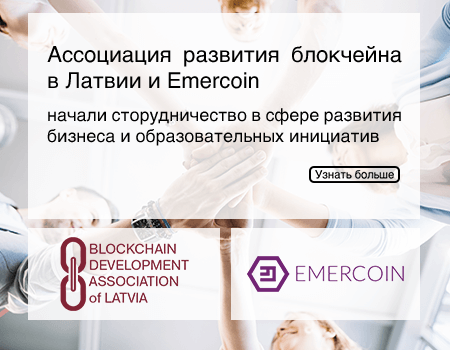 Ассоциация развития блокчейна
в Латвии и Emercoin
начали сторудничество в сфере развития
бизнеса и образовательных инициатив
Узнать больше
BLOCKCHAIN
DEVELOPMENT
ASSOCIATION
of LATVIA
EMERCOIN